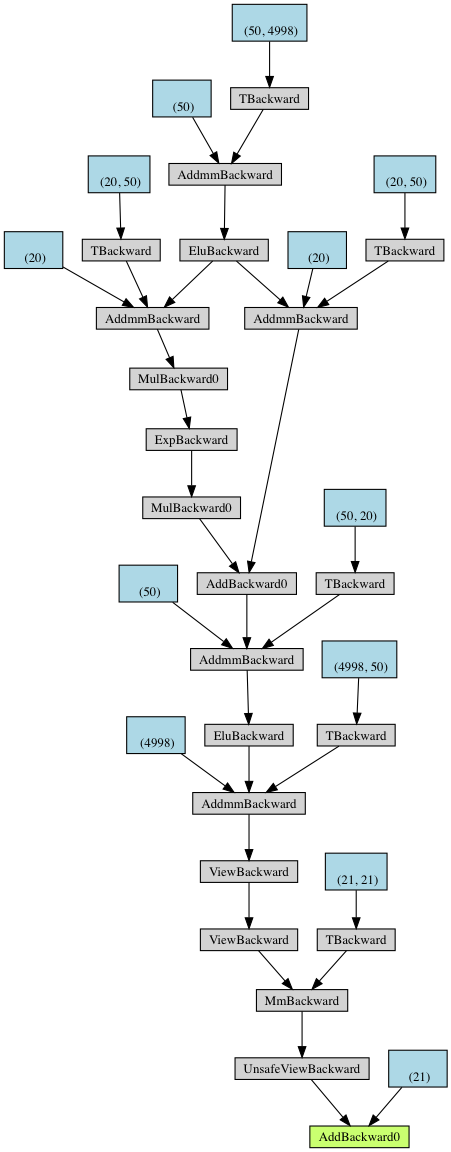 (50, 4998)
(50)
TBackward
AddmmBackward
(20, 50)
(20, 50)
(20)
TBackward
EluBackward
(20)
TBackward
AddmmBackward
AddmmBackward
MulBackward0
ExpBackward
MulBackward0
(50, 20)
(50)
AddBackward0
TBackward
AddmmBackward
(4998, 50)
(4998)
EluBackward
TBackward
AddmmBackward
ViewBackward
(21, 21)
ViewBackward
TBackward
MmBackward
UnsafeViewBackward
(21)
AddBackward0